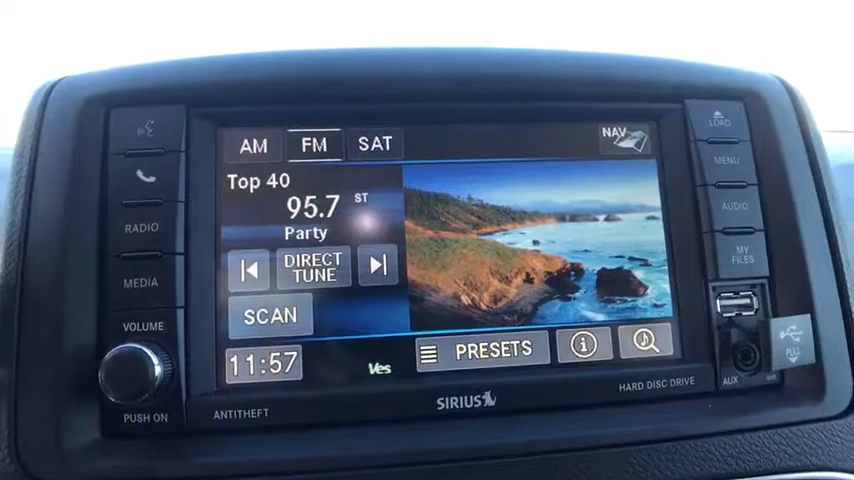 LOAD
AM FM SAT NAV
MENU
Top 40
95.7 ST
Party
AUDIO
RADIO
DIRECT
TUNE
MY
FILES
MEDIA
SCAN
VOLUME
11:57 Ves PRESETS i
PULL
AUX
HARD DISC DRIVE
SIRIUS
PUSH ON ANTITHEFT